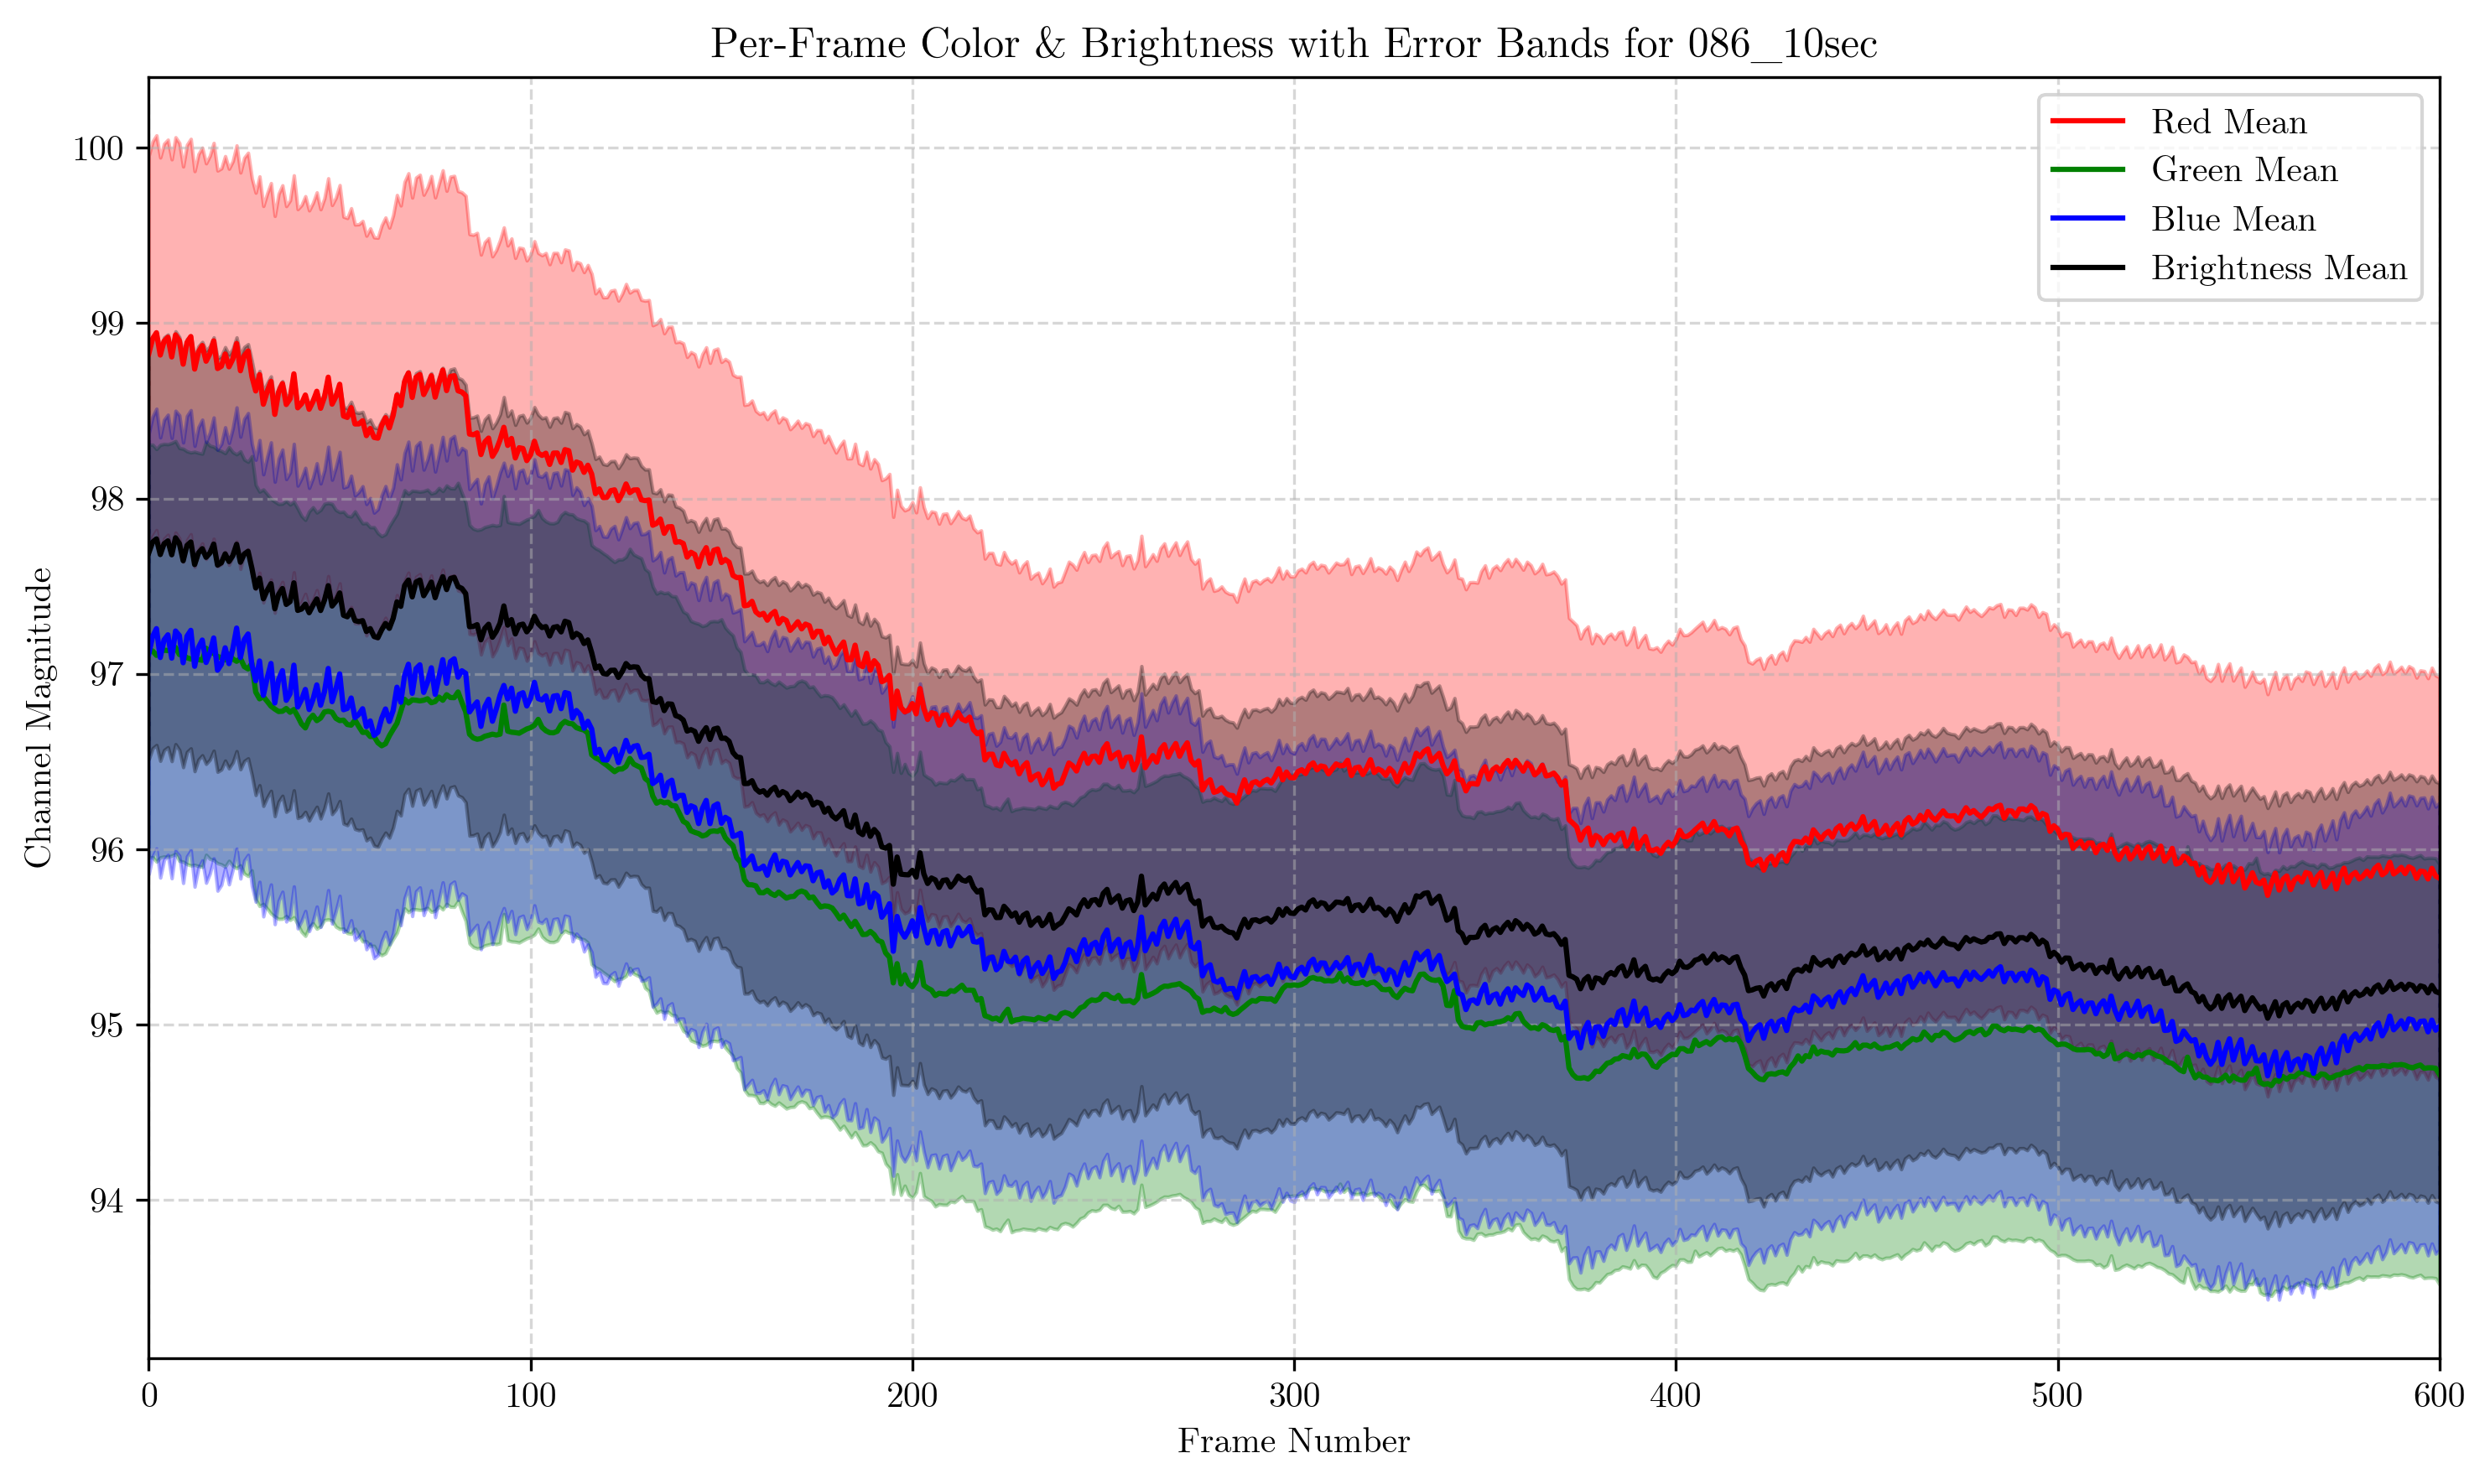 Per-Frame Color & Brightness with Error Bands for 086_10sec
Red Mean
Green Mean
Blue Mean
Brightness Mean
Channel Magnitude
100
99
98
97
96
95
94
0 100 200 300 400 500 600
Frame Number